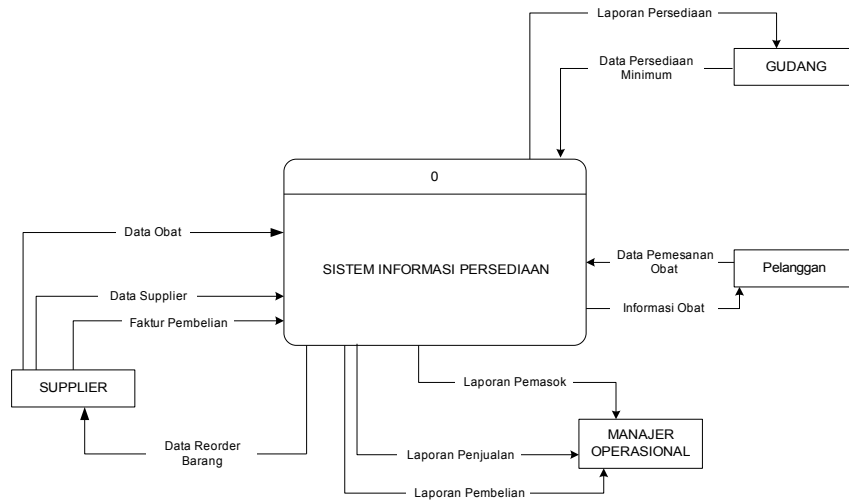 Laporan Persediaan
Data Persediaan
Minimum
GUDANG
0
SISTEM INFORMASI PERSEDIAAN
Data Obat
Data Supplier
Faktur Pembelian
SUPPLIER
Data Reorder
Barang
Data Pemesanan
Obat
Pelanggan
Informasi Obat
Laporan Pemasok
Laporan Penjualan
Laporan Pembelian
MANAJER
OPERASIONAL